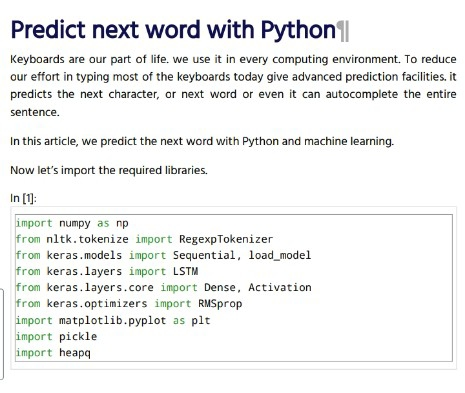 Predict next word with Python¶
Keyboards are our part of life. we use it in every computing environment. To reduce
our effort in typing most of the keyboards today give advanced prediction facilities. it
predicts the next character, or next word or even it can autocomplete the entire
sentence.
In this article, we predict the next word with Python and machine learning.
Now let's import the required libraries.
In [1]:
import numpy as np
from nltk.tokenize import RegexpTokenizer
from keras.models import Sequential, load_model
from keras.layers import LSTM
from keras.layers.core import Dense, Activation
from keras.optimizers import RMSprop
import matplotlib.pyplot as plt
import pickle
import heapq